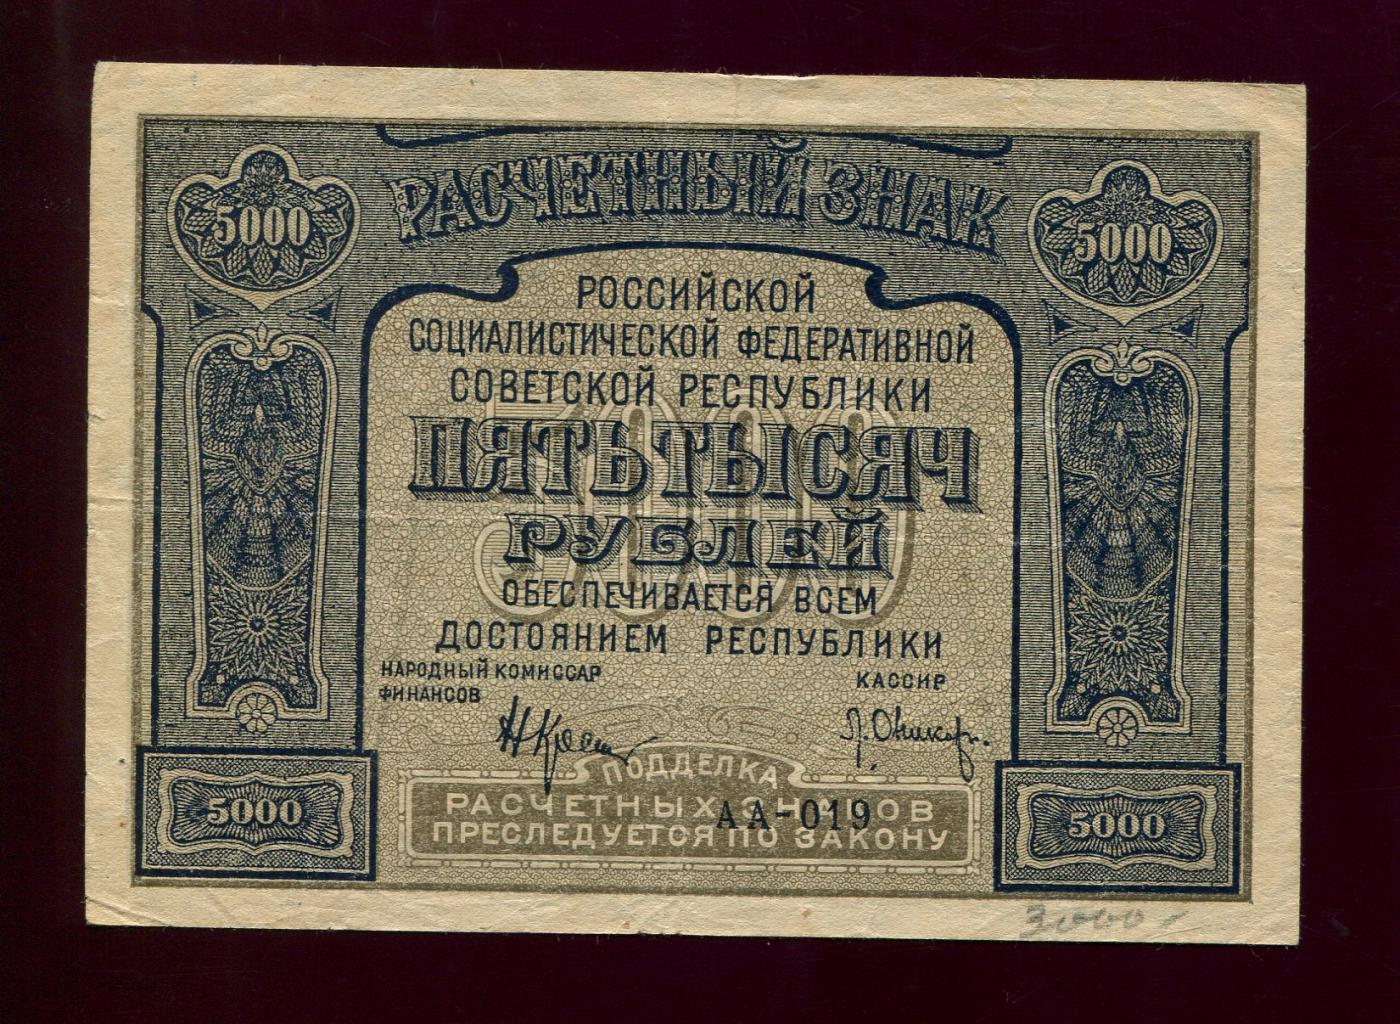 РАСЧЕТНЫЙ ЗНАК
5000
5000
РОССИЙСКОЙ
СОЦИАЛИСТИЧЕСКОЙ ФЕДЕРАТИВНОЙ
СОВЕТСКОЙ РЕСПУБЛИКИ
5000
ПЯТЬ ТЫСЯЧ
РУБЛЕЙ
ОБЕСПЕЧИВАЕТСЯ ВСЕМ
ДОСТОЯНИЕМ РЕСПУБЛИКИ
НАРОДНЫЙ КОМИССАР
ФИНАНСОВ
КАССИР
ПОДДЕЛКА
РАСЧЕТНЫХ ЗНАКОВ
АА-019
ПРЕСЛЕДУЕТСЯ ПО ЗАКОНУ
5000
5000
3000